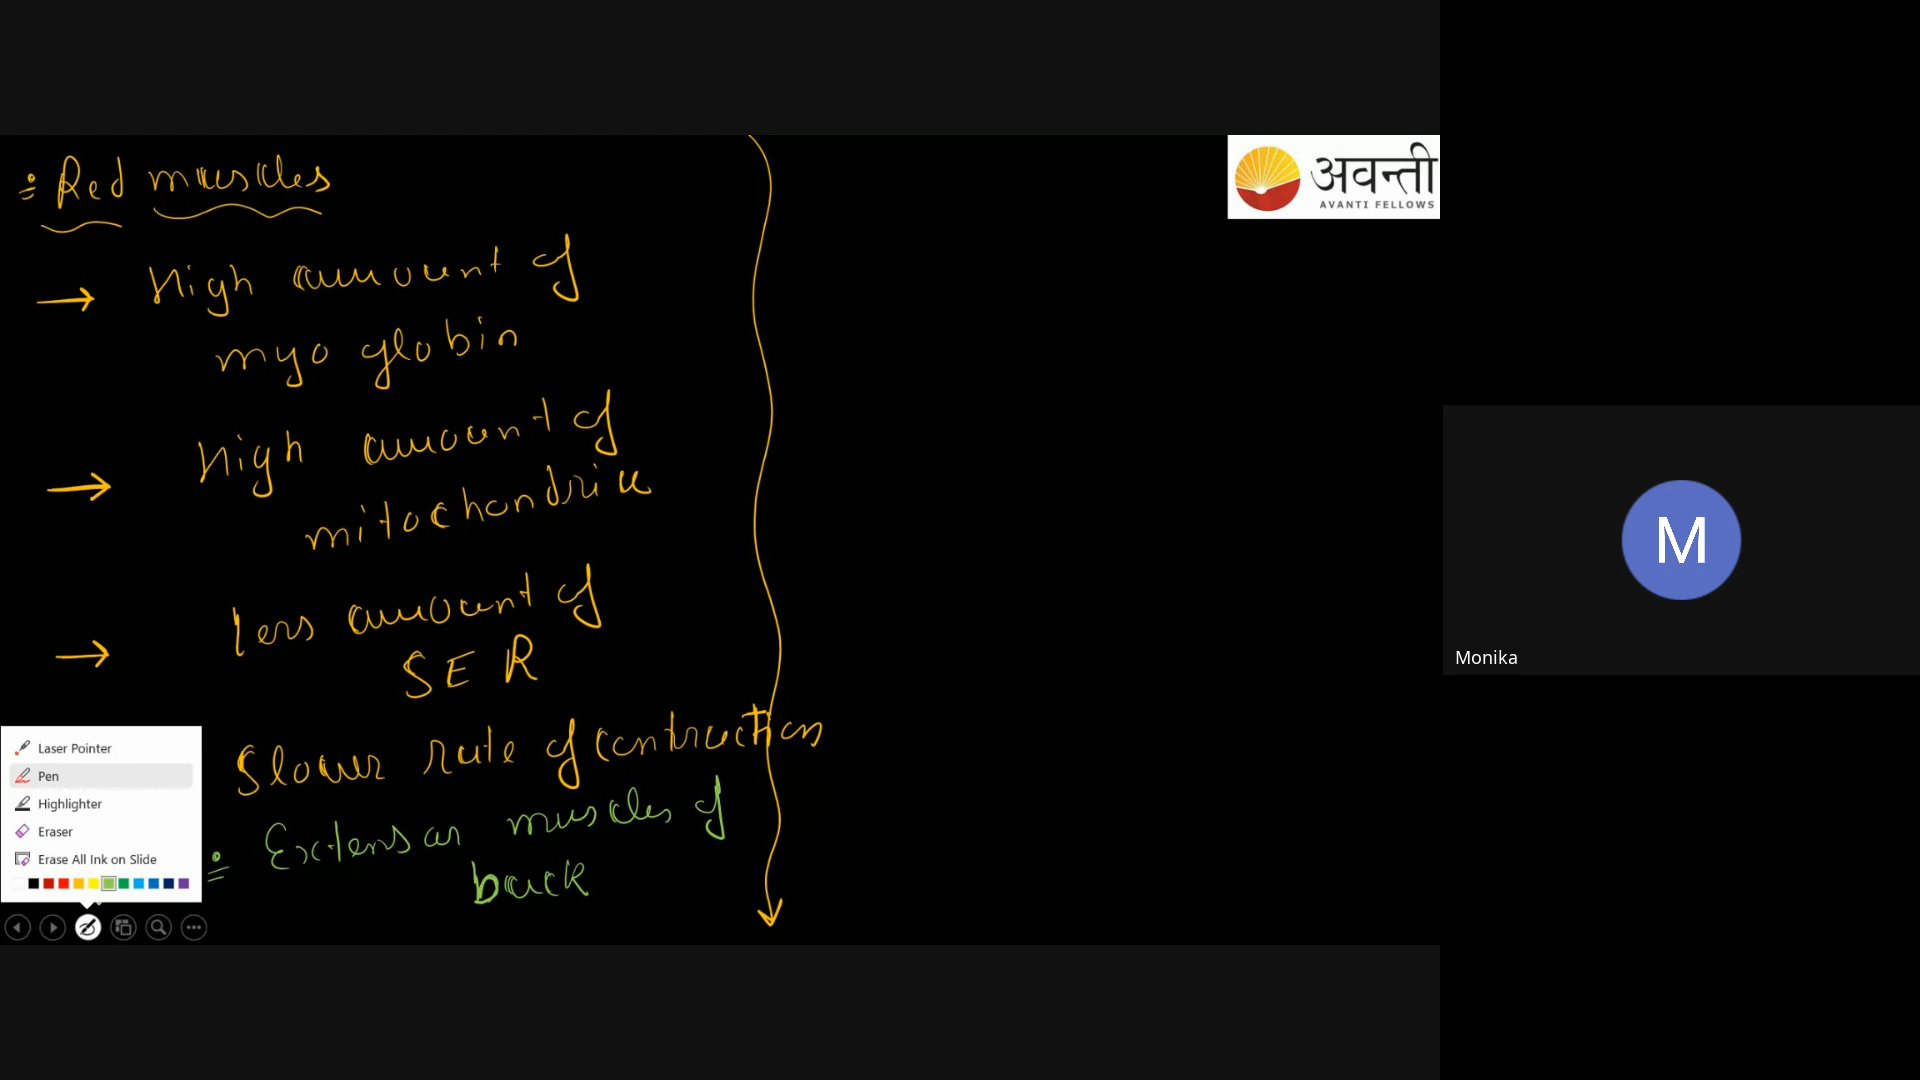 Red muscles
→ High amount of
myo globin
→ High amount of
mitochondria
→ less amount of
SER
Slower rate of contraction
Extensor muscles of
back
अवन्ती
AVANTI FELLOWS
Laser Pointer
Pen
Highlighter
Eraser
Erase All Ink on Slide
M
Monika